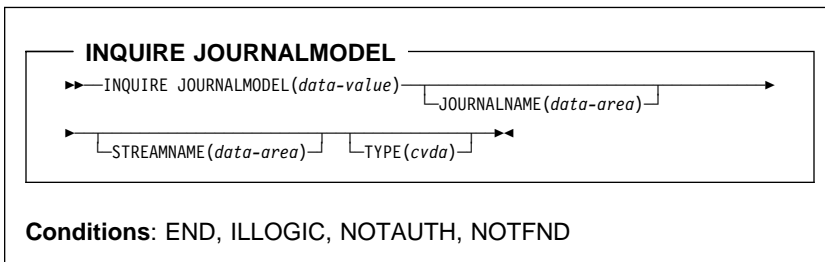 INQUIRE JOURNALMODEL
INQUIRE JOURNALMODEL(data-value)
JOURNALNAME(data-area)
STREAMNAME(data-area) TYPE(cvda)
Conditions: END, ILLOGIC, NOTAUTH, NOTFND